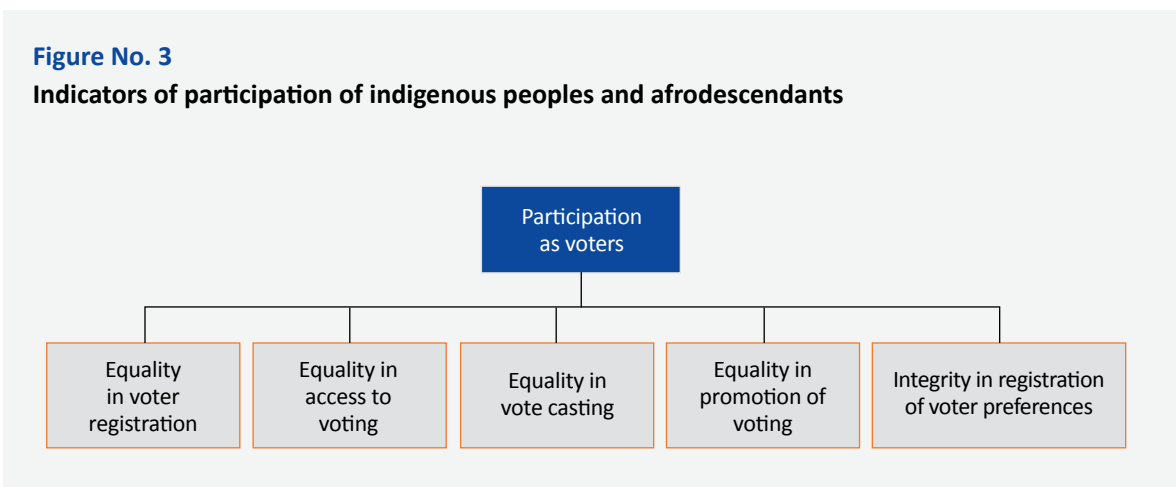 Figure No. 3
Indicators of participation of indigenous peoples and afrodescendants
Participation
as voters
Equality
in voter
registration
Equality in
access to
voting
Equality in
vote casting
Equality in
promotion of
voting
Integrity in registration
of voter preferences